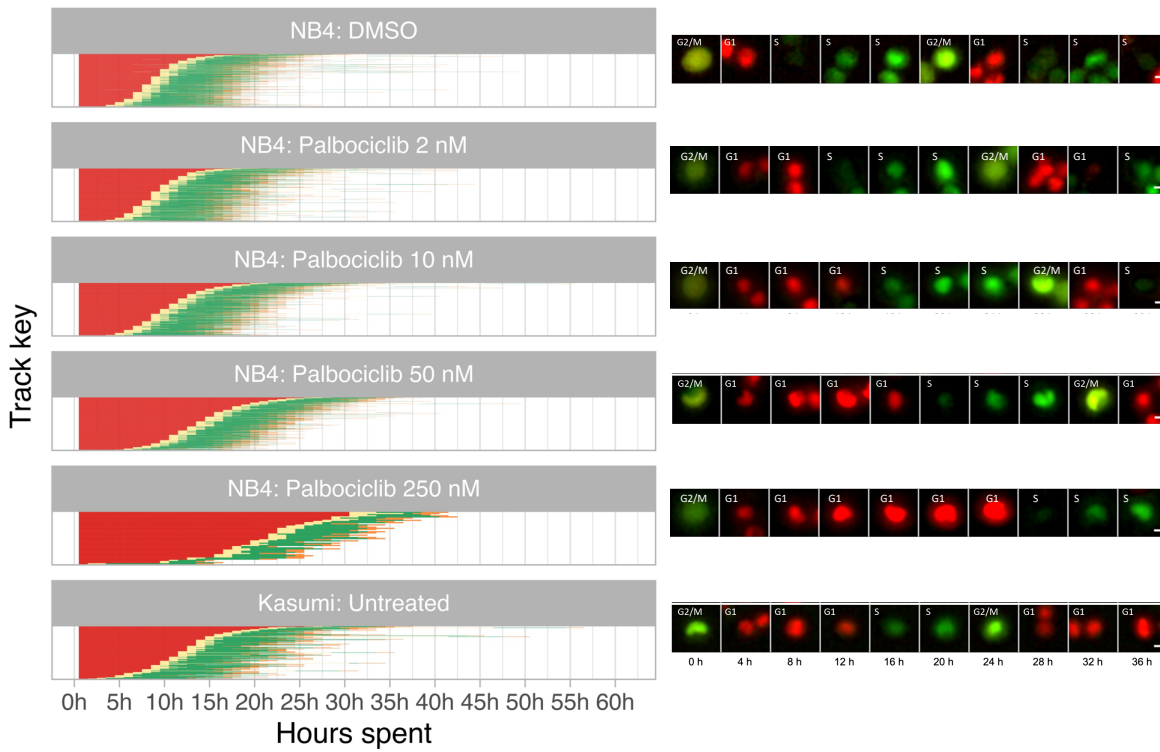 NB4: DMSO
G2/M G1 S S S G2/M G1 S S S
NB4: Palbociclib 2 nM
G2/M G1 G1 S S S G2/M G1 G1 S
NB4: Palbociclib 10 nM
G2/M G1 G1 G1 S S S G2/M G1 S
Track key
NB4: Palbociclib 50 nM
G2/M G1 G1 G1 G1 S S S G2/M G1
NB4: Palbociclib 250 nM
G2/M G1 G1 G1 G1 G1 G1 S S S
Kasumi: Untreated
G2/M G1 G1 G1 S S G2/M G1 G1 G1
0 h 4 h 8 h 12 h 16 h 20 h 24 h 28 h 32 h 36 h
0h 5h 10h 15h 20h 25h 30h 35h 40h 45h 50h 55h 60h
Hours spent